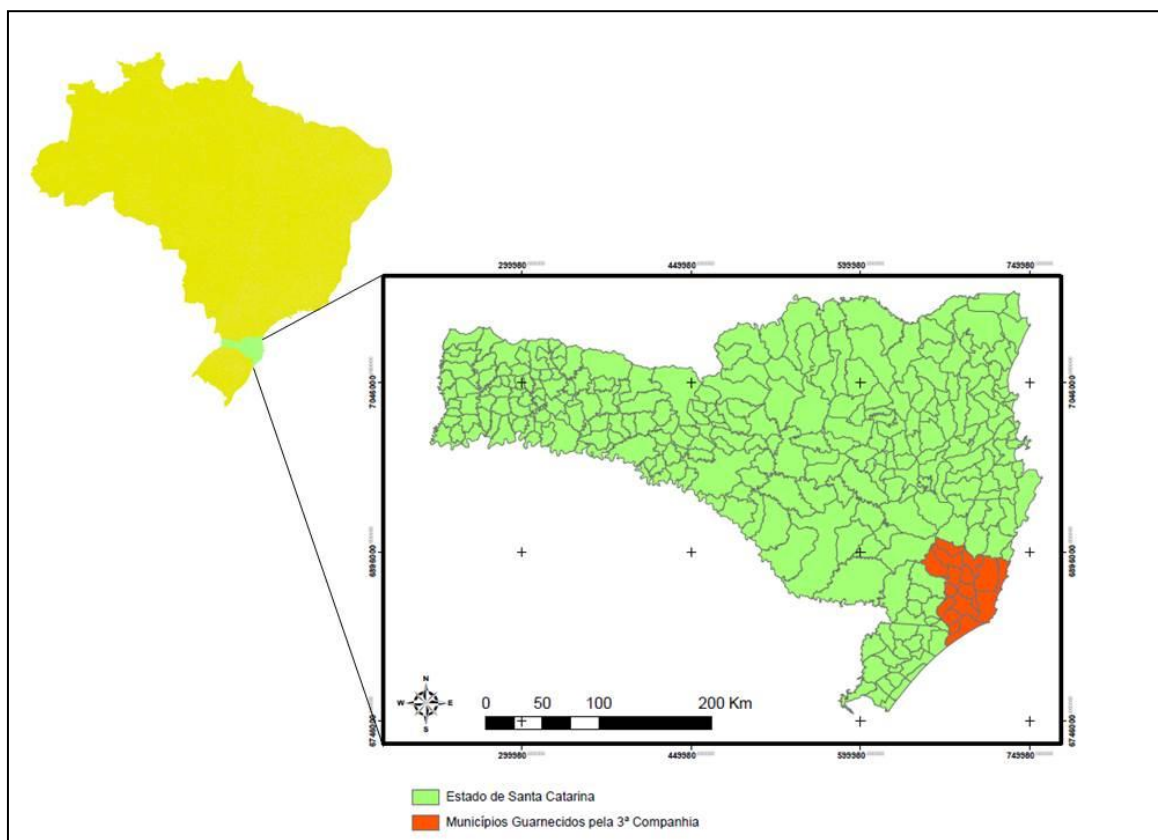 299980 449980 599980 749980
7046000 7046000
6896000 6896000
6746000 6746000
N
W E
S
0 50 100 200 Km
299980 449980 599980 749980
Estado de Santa Catarina
Municípios Guarnecidos pela 3ª Companhia